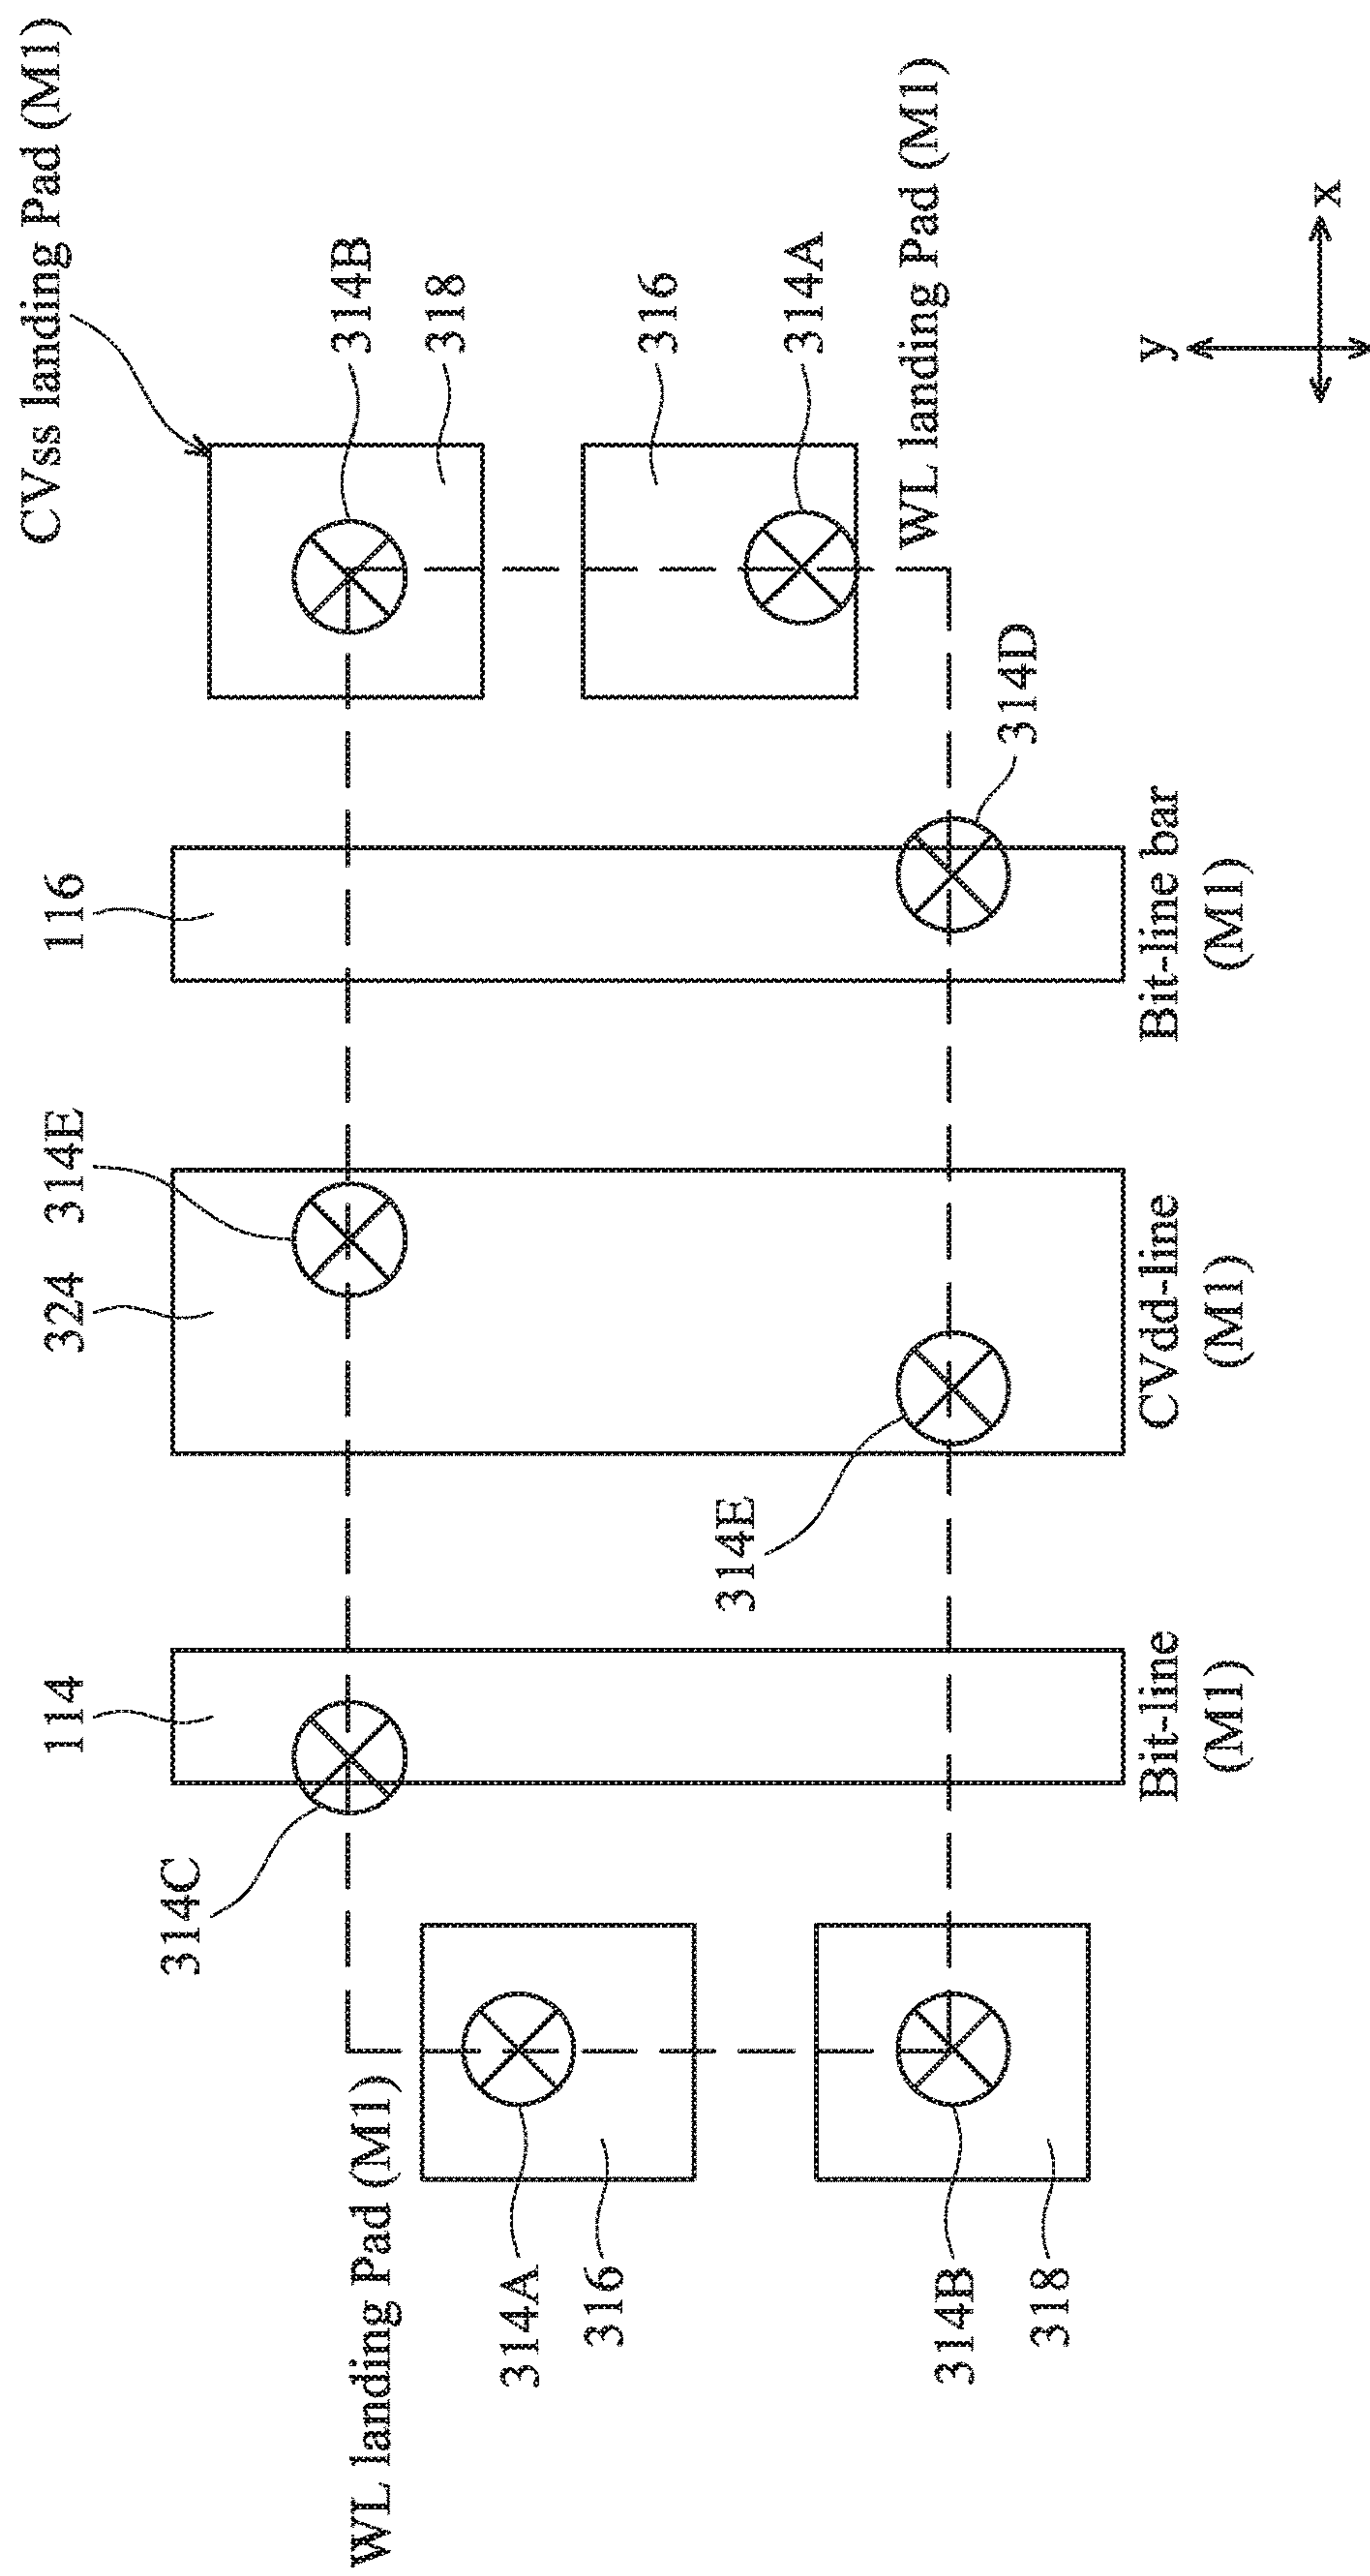 CVss landing Pad (M1)
114
324
314E
116
314C
314B
WL landing Pad (M1)
318
314A
316
316
314E
314A
WL landing Pad (M1)
314B
314D
318
Bit-line
(M1)
CVdd-line
(M1)
Bit-line bar
(M1)
y
x